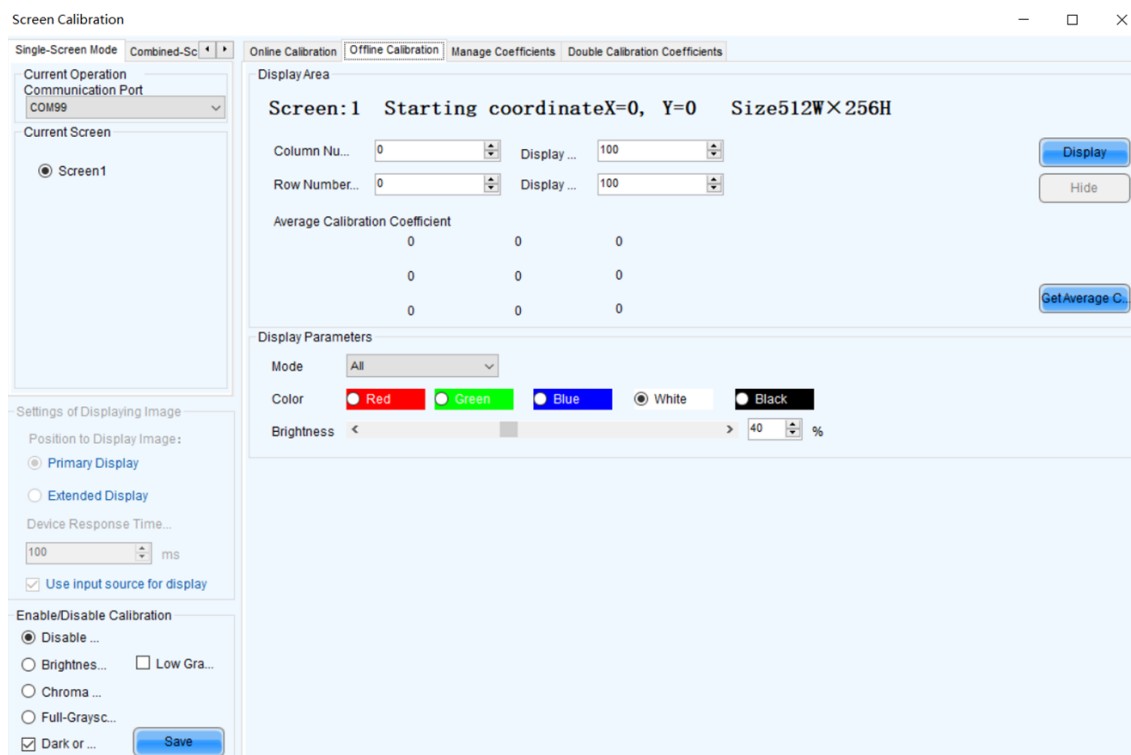 Screen Calibration
Single-Screen Mode Combined-Sc
Online Calibration Offline Calibration Manage Coefficients Double Calibration Coefficients
Current Operation
Communication Port
COM99
Current Screen
Screen1
Settings of Displaying Image
Position to Display Image:
Primary Display
Extended Display
Device Response Time...
100 ms
Use input source for display
Enable/Disable Calibration
Disable ...
Brightnes... Low Gra...
Chroma ...
Full-Graysc...
Dark or ... Save
Display Area
Screen:1 Starting coordinateX=0, Y=0 Size512W×256H
Column Nu... 0 Display ... 100
Display
Row Number... 0 Display ... 100
Hide
Average Calibration Coefficient
0 0 0
0 0 0
0 0 0
Get Average C...
Display Parameters
Mode All
Color Red Green Blue White Black
Brightness < > 40 %